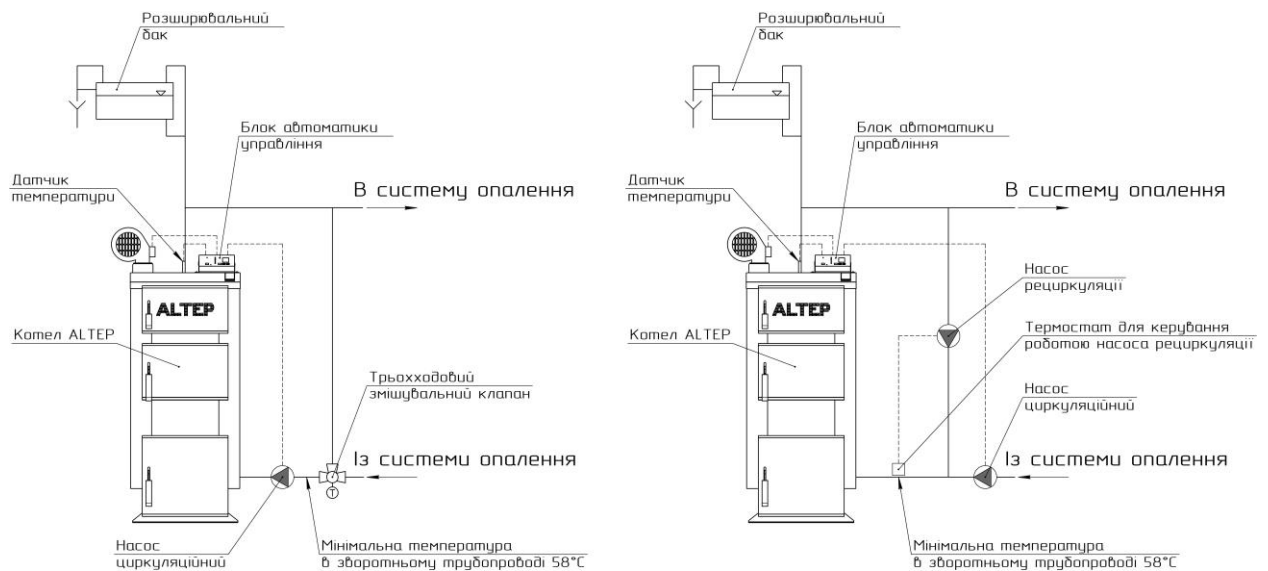 Розширювальний
бак
Блок автоматики
управління
Датчик
температури
В систему опалення
ALTEP
Котел ALTEP
Трьохходовий
змішувальний клапан
Із системи опалення
T
Насос
циркуляційний
Мінімальна температура
в зворотньому трубопроводі 58°C
Розширювальний
бак
Блок автоматики
управління
Датчик
температури
В систему опалення
Насос
рециркуляції
ALTEP
Термостат для керування
роботою насоса рециркуляції
Котел ALTEP
Насос
циркуляційний
Із системи опалення
Мінімальна температура
в зворотньому трубопроводі 58°C